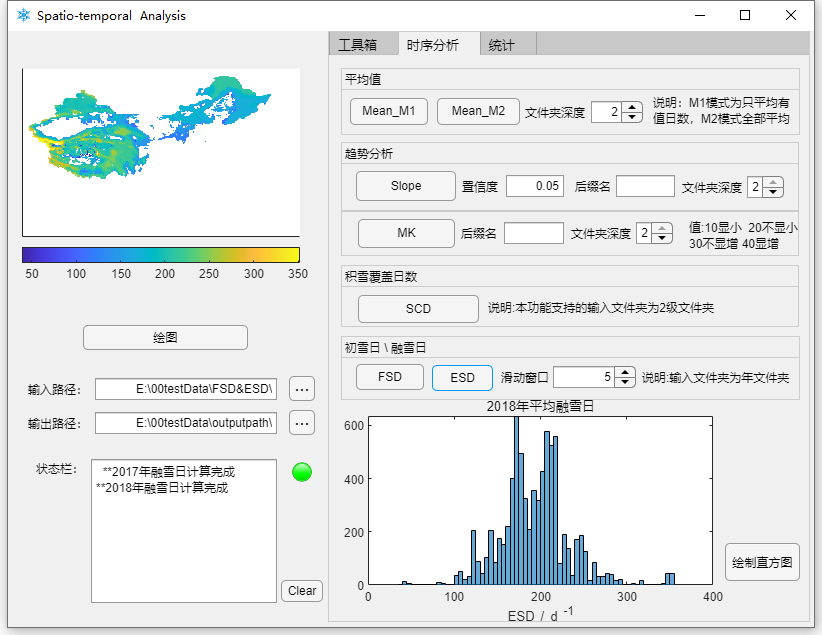 Spatio-temporal Analysis
50 100 150 200 250 300 350
绘图
输入路径： E:\00testData\FSD&ESD\ ...
输出路径： E:\00testData\outputpath\ ...
状态栏： **2017年融雪日计算完成
**2018年融雪日计算完成
Clear
工具箱 时序分析 统计
平均值
Mean_M1 Mean_M2 文件夹深度 2 说明：M1模式为只平均有
值日数，M2模式全部平均
趋势分析
Slope 置信度 0.05 后缀名 文件夹深度 2
MK 后缀名 文件夹深度 2 值:10显小 20不显小
30不显增 40显增
积雪覆盖日数
SCD 说明:本功能支持的输入文件夹为2级文件夹
初雪日 \ 融雪日
FSD ESD 滑动窗口 5 说明:输入文件夹为年文件夹
2018年平均融雪日
600
400
200
0
0 100 200 300 400
ESD / d -1
绘制直方图